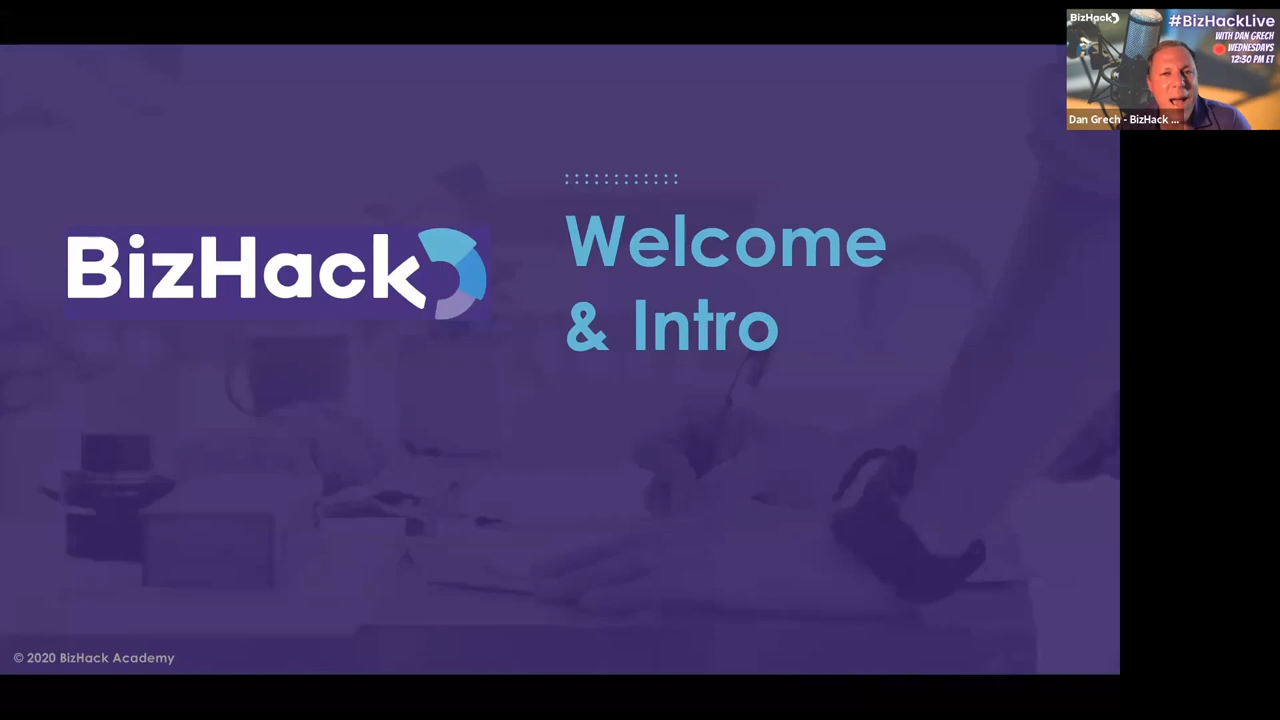 BizHack
#BizHackLive
WITH DAN GRECH
WEDNESDAYS
12:30 PM ET
Dan Grech - BizHack ...
BizHack
Welcome
& Intro
© 2020 BizHack Academy